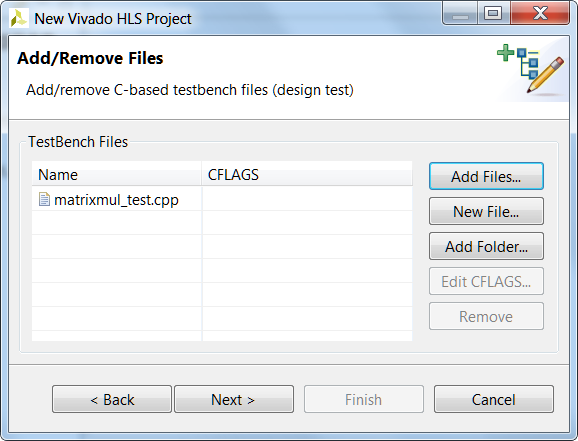 New Vivado HLS Project
Add/Remove Files
Add/remove C-based testbench files (design test)
TestBench Files
Name CFLAGS
matrixmul_test.cpp
Add Files...
New File...
Add Folder...
Edit CFLAGS...
Remove
< Back Next > Finish Cancel